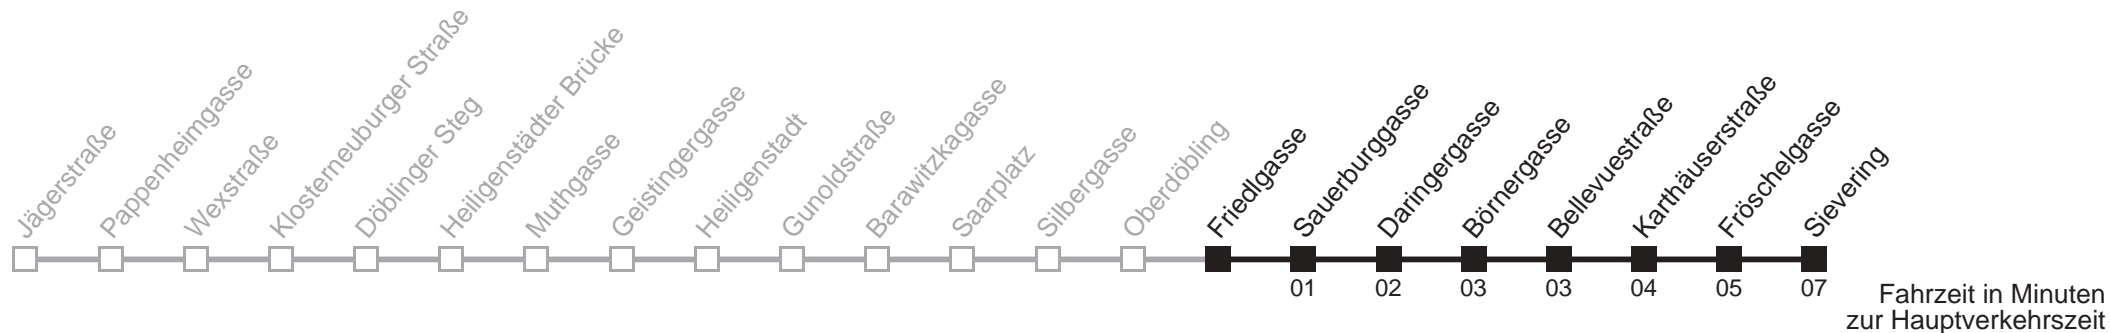 Jägerstraße
Pappenheimgasse
Wexstraße
Klosterneuburger Straße
Döblinger Steg
Heiligenstädter Brücke
Muthgasse
Geistingergasse
Heiligenstadt
Gunoldstraße
Barawitzkagasse
Saarplatz
Silbergasse
Oberdöbling
Friedlgasse
Sauerburggasse
Daringergasse
Börnergasse
Bellevuestraße
Karthäuserstraße
Fröschelgasse
Sievering
01 02 03 03 04 05 07
Fahrzeit in Minuten
zur Hauptverkehrszeit